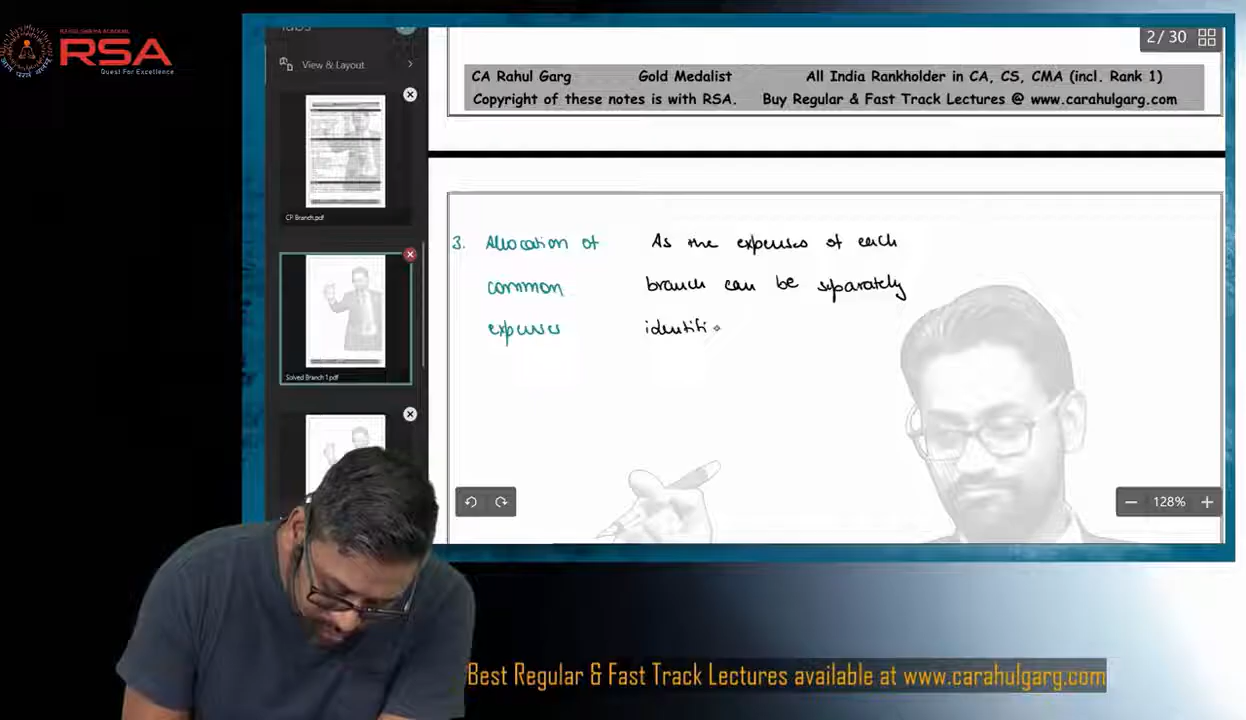 RAHUL GARG'S ACADEMY
RSA
Quest For Excellence
View & Layout
CP Branch.pdf
Solved Branch 1.pdf
2 / 30
CA Rahul Garg Gold Medalist All India Rankholder in CA, CS, CMA (incl. Rank 1)
Copyright of these notes is with RSA. Buy Regular & Fast Track Lectures @ www.carahulgarg.com
3. Allocation of As the expenses of each
common branch can be separately
expenses identifi
128%
Best Regular & Fast Track Lectures available at www.carahulgarg.com